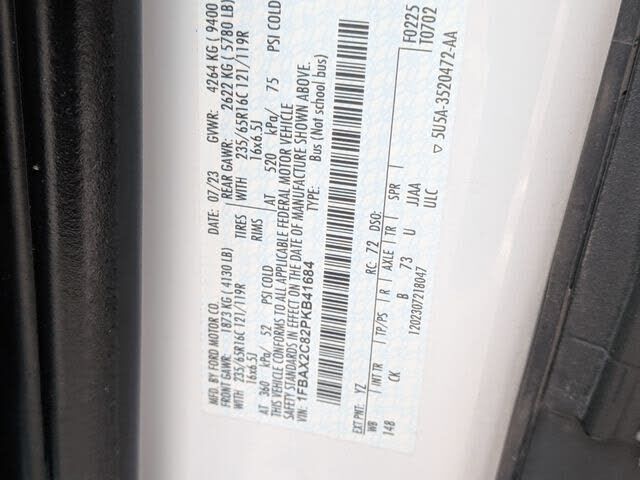 MFD. BY FORD MOTOR CO.
DATE: 07/23 GVWR: 4264 KG ( 9400
FRONT GAWR: 1873 KG ( 4130 LB) REAR GAWR: 2622 KG ( 5780 LB)
WITH 235/65R16C 121/119R TIRES WITH 235/65R16C 121/119R
16x6.5J RIMS 16x6.5J
AT 360 kPa/ 52 PSI COLD AT 520 kPa/ 75 PSI COLD
THIS VEHICLE CONFORMS TO ALL APPLICABLE FEDERAL MOTOR VEHICLE
SAFETY STANDARDS IN EFFECT ON THE DATE OF MANUFACTURE SHOWN ABOVE.
VIN: 1FBAX2C82PKB41684 TYPE: Bus (Not school bus)
EXT PNT: YZ RC: 72 DSO: F0225
WB INT TR TP/PS R AXLE TR SPR T0702
148 CK B 73 U JJAA
1202307218047 ULC ▽ 5U5A-3520472-AA